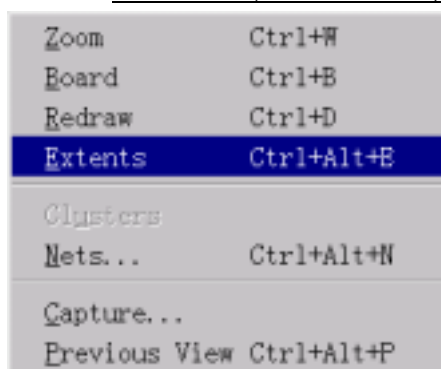 Zoom Ctrl+W
Board Ctrl+B
Redraw Ctrl+D
Extents Ctrl+Alt+E
Clusters
Nets... Ctrl+Alt+N
Capture...
Previous View Ctrl+Alt+P